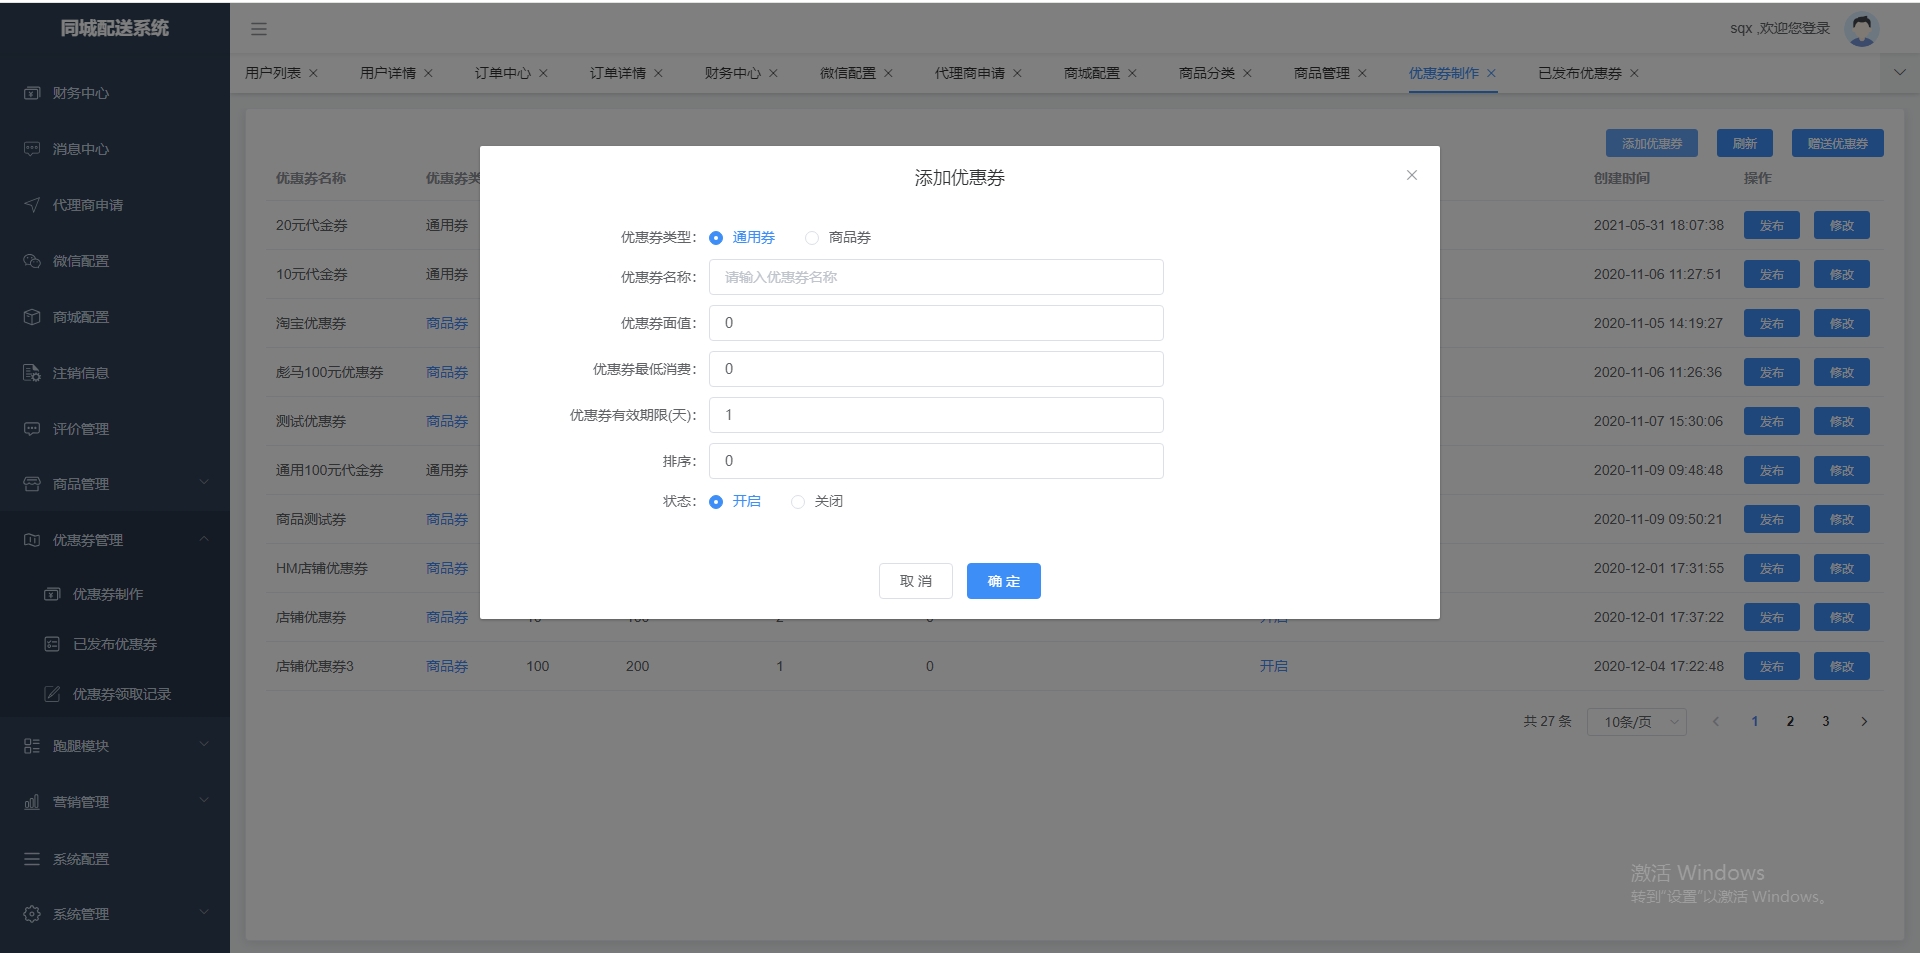 同城配送系统
sqx ,欢迎您登录
用户列表 用户详情 订单中心 订单详情 财务中心 微信配置 代理商申请 商城配置 商品分类 商品管理 优惠券制作 已发布优惠券
财务中心
消息中心
代理商申请
微信配置
商城配置
注销信息
评价管理
商品管理
优惠券管理
优惠券制作
已发布优惠券
优惠券领取记录
跑腿模块
营销管理
系统配置
系统管理
添加优惠券 刷新 赠送优惠券
优惠券名称 优惠券类 创建时间 操作
20元代金券 通用券 2021-05-31 18:07:38 发布 修改
10元代金券 通用券 2020-11-06 11:27:51 发布 修改
淘宝优惠券 商品券 2020-11-05 14:19:27 发布 修改
彪马100元优惠券 商品券 2020-11-06 11:26:36 发布 修改
测试优惠券 商品券 2020-11-07 15:30:06 发布 修改
通用100元代金券 通用券 2020-11-09 09:48:48 发布 修改
商品测试券 商品券 2020-11-09 09:50:21 发布 修改
HM店铺优惠券 商品券 2020-12-01 17:31:55 发布 修改
店铺优惠券 商品券 2020-12-01 17:37:22 发布 修改
店铺优惠券3 商品券 100 200 1 0 开启 2020-12-04 17:22:48 发布 修改
共 27 条 10条/页 1 2 3
添加优惠券
优惠券类型: 通用券 商品券
优惠券名称: 请输入优惠券名称
优惠券面值: 0
优惠券最低消费: 0
优惠券有效期限(天): 1
排序: 0
状态: 开启 关闭
取 消 确 定
激活 Windows
转到"设置"以激活 Windows。